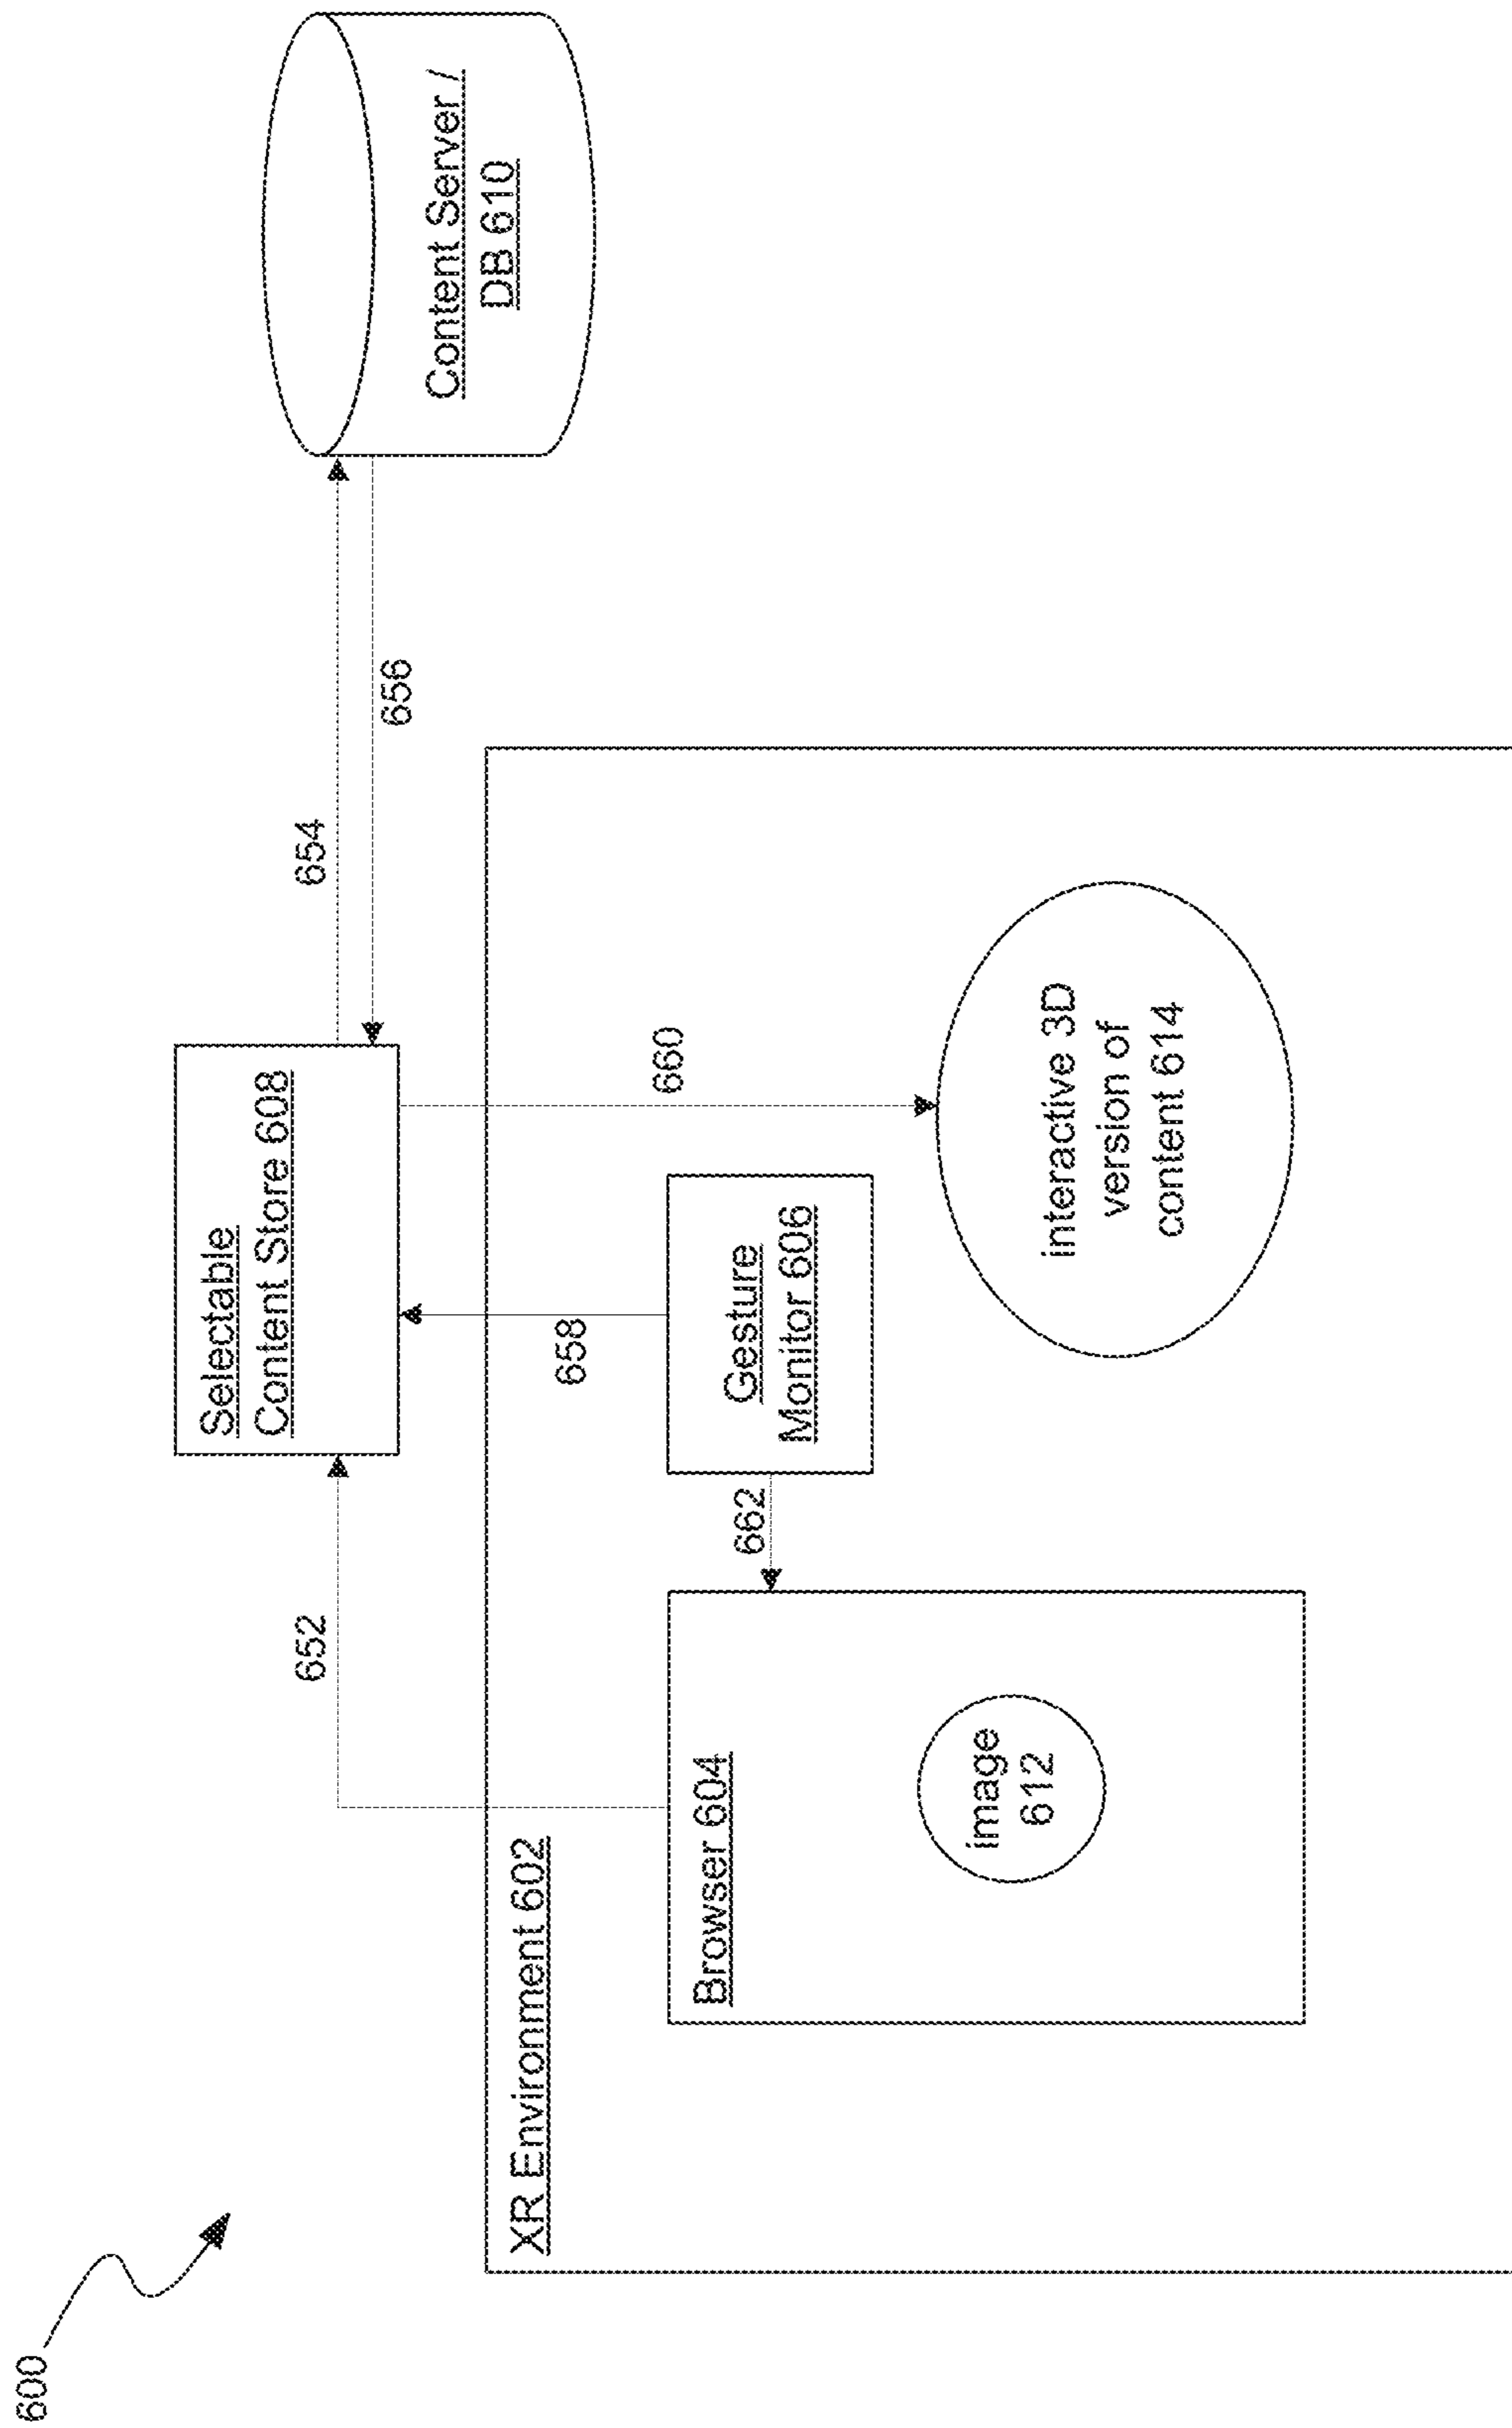 600
XR Environment 602
Browser 604
image
612
652
Selectable
Content Store 608
658
662
Gesture
Monitor 606
660
interactive 3D
version of
content 614
654
656
Content Server /
DB 610